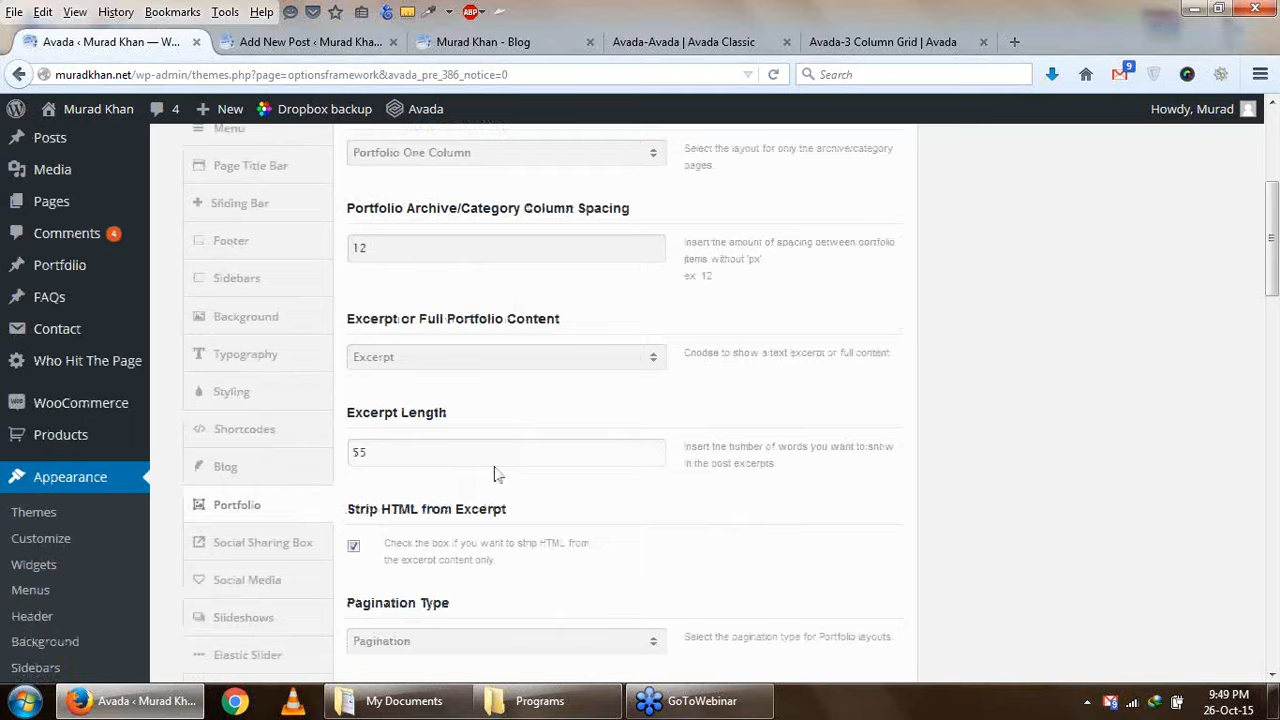 File Edit View History Bookmarks Tools Help
Avada ‹ Murad Khan — W...
Add New Post ‹ Murad Kha...
Murad Khan - Blog
Avada-Avada | Avada Classic
Avada-3 Column Grid | Avada
muradkhan.net/wp-admin/themes.php?page=optionsframework&avada_pre_386_notice=0
Search
9
Murad Khan
4
New
Dropbox backup
Avada
Howdy, Murad
Posts
Media
Pages
Comments 4
Portfolio
FAQs
Contact
Who Hit The Page
WooCommerce
Products
Appearance
Themes
Customize
Widgets
Menus
Header
Background
Sidebars
Menu
Page Title Bar
Sliding Bar
Footer
Sidebars
Background
Typography
Styling
Shortcodes
Blog
Portfolio
Social Sharing Box
Social Media
Slideshows
Elastic Slider
Portfolio One Column
Select the layout for only the archive/category
pages.
Portfolio Archive/Category Column Spacing
12
Insert the amount of spacing between portfolio
items without 'px'
ex: 12
Excerpt or Full Portfolio Content
Excerpt
Choose to show a text excerpt or full content.
Excerpt Length
55
Insert the number of words you want to show
in the post excerpts.
Strip HTML from Excerpt
Check the box if you want to strip HTML from
the excerpt content only.
Pagination Type
Pagination
Select the pagination type for Portfolio layouts.
Avada ‹ Murad Khan...
My Documents
Programs
GoToWebinar
9:49 PM
26-Oct-15